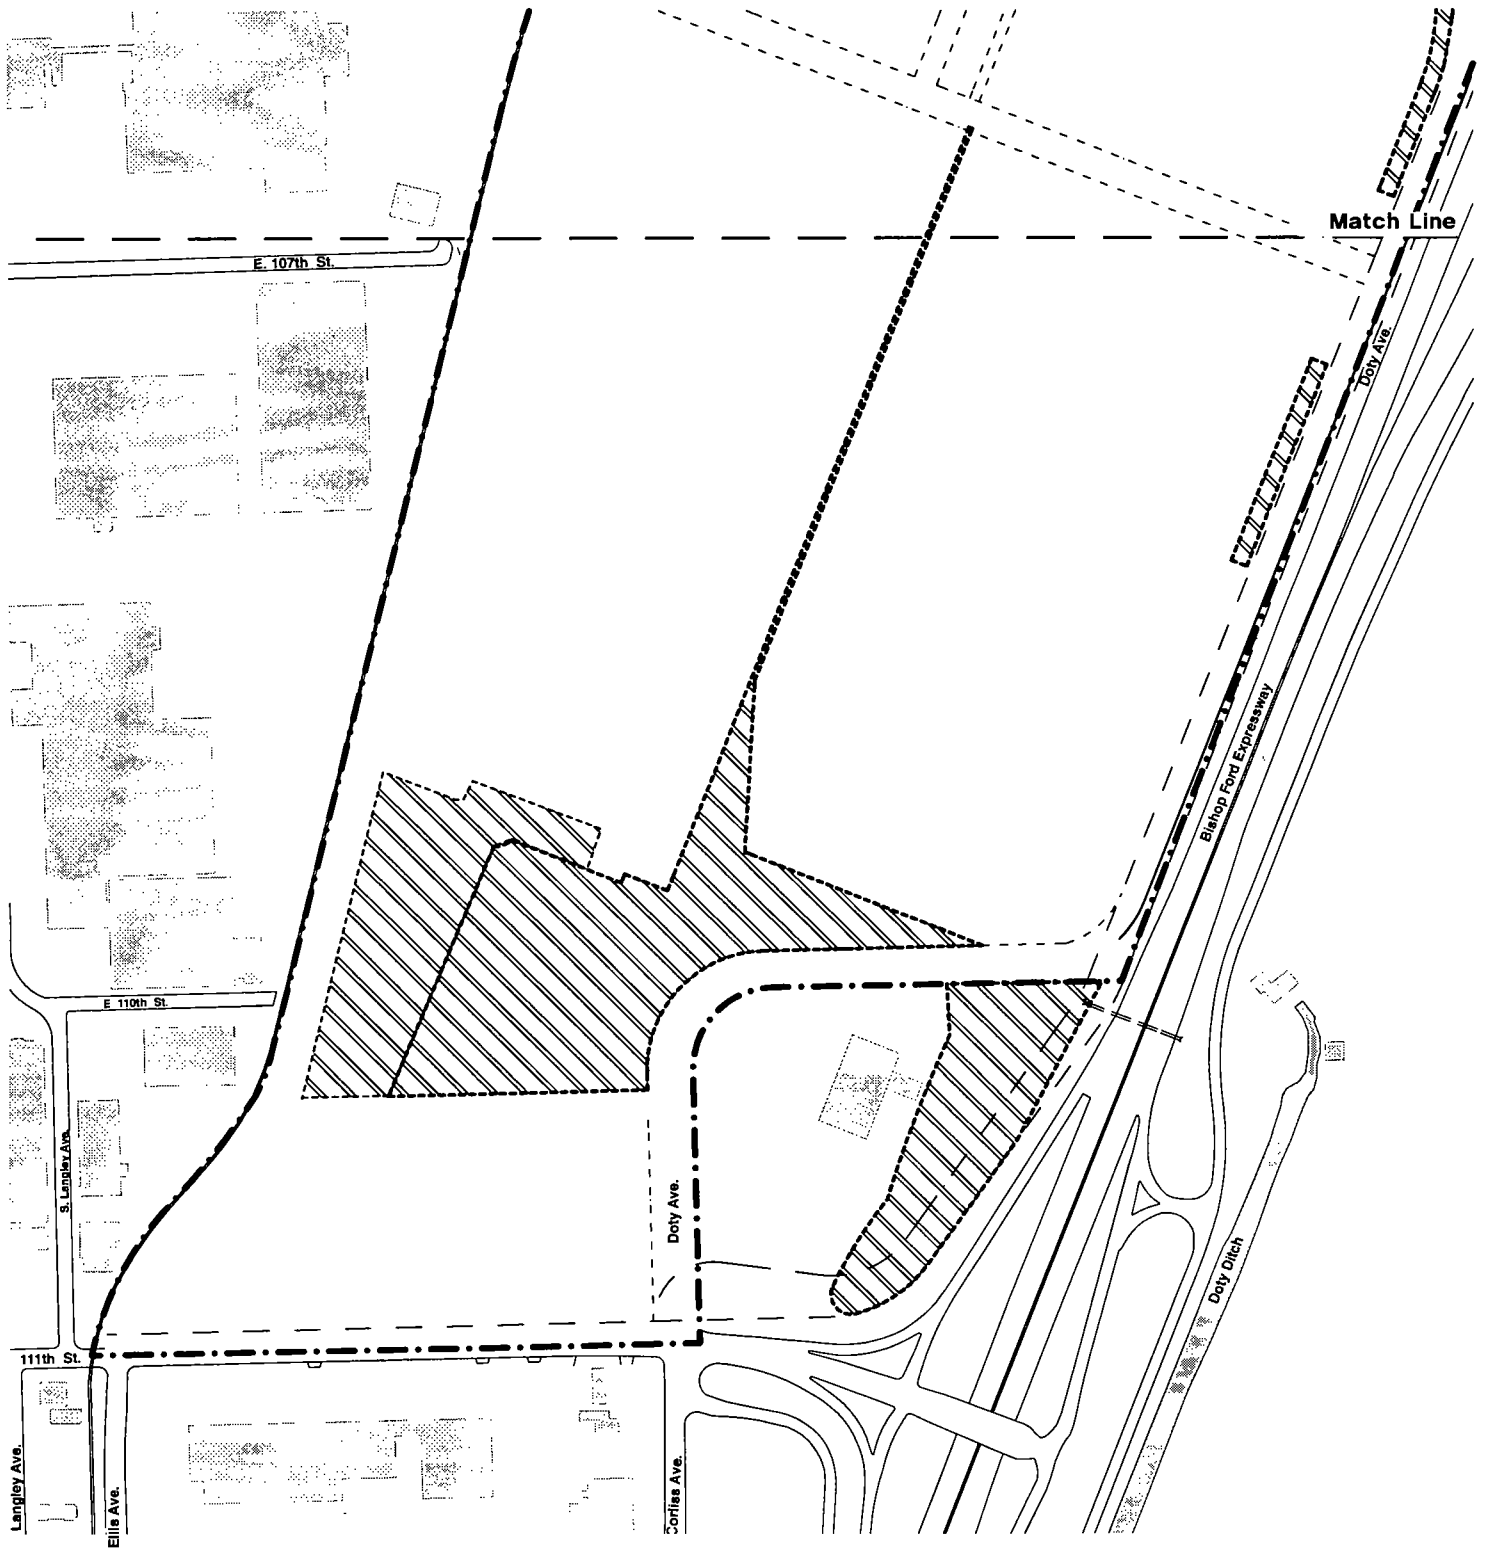 Match Line
E. 107th St.
Doty Ave.
Bishop Ford Expressway
E 110th St.
S. Langley Ave.
Doty Ave.
Doty Ditch
111th St.
Langley Ave.
Ellis Ave.
Corliss Ave.